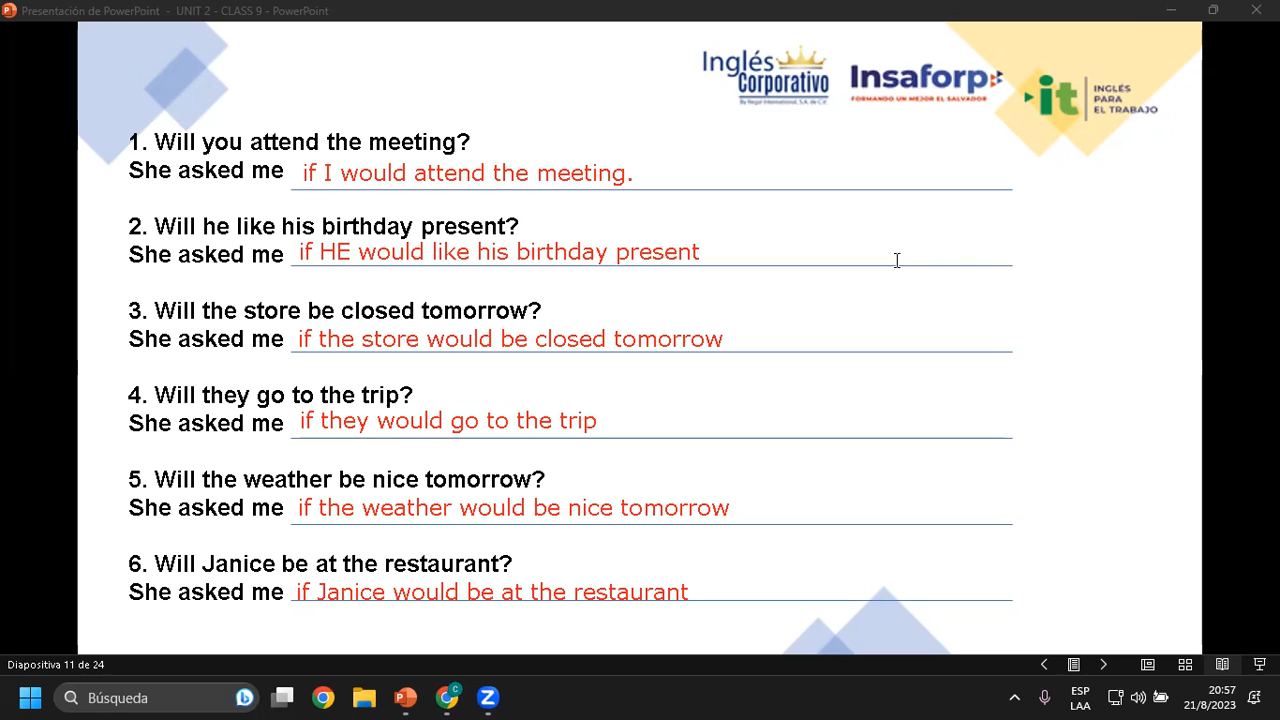 Presentación de PowerPoint - UNIT 2 - CLASS 9 - PowerPoint
Inglés Corporativo
By Regal International, S.A. de C.V.
Insaforp
FORMANDO UN MEJOR EL SALVADOR
it
INGLÉS
PARA
EL TRABAJO
1. Will you attend the meeting?
She asked me if I would attend the meeting.
2. Will he like his birthday present?
She asked me if HE would like his birthday present
3. Will the store be closed tomorrow?
She asked me if the store would be closed tomorrow
4. Will they go to the trip?
She asked me if they would go to the trip
5. Will the weather be nice tomorrow?
She asked me if the weather would be nice tomorrow
6. Will Janice be at the restaurant?
She asked me if Janice would be at the restaurant
Diapositiva 11 de 24
Búsqueda
ESP
LAA
20:57
21/8/2023